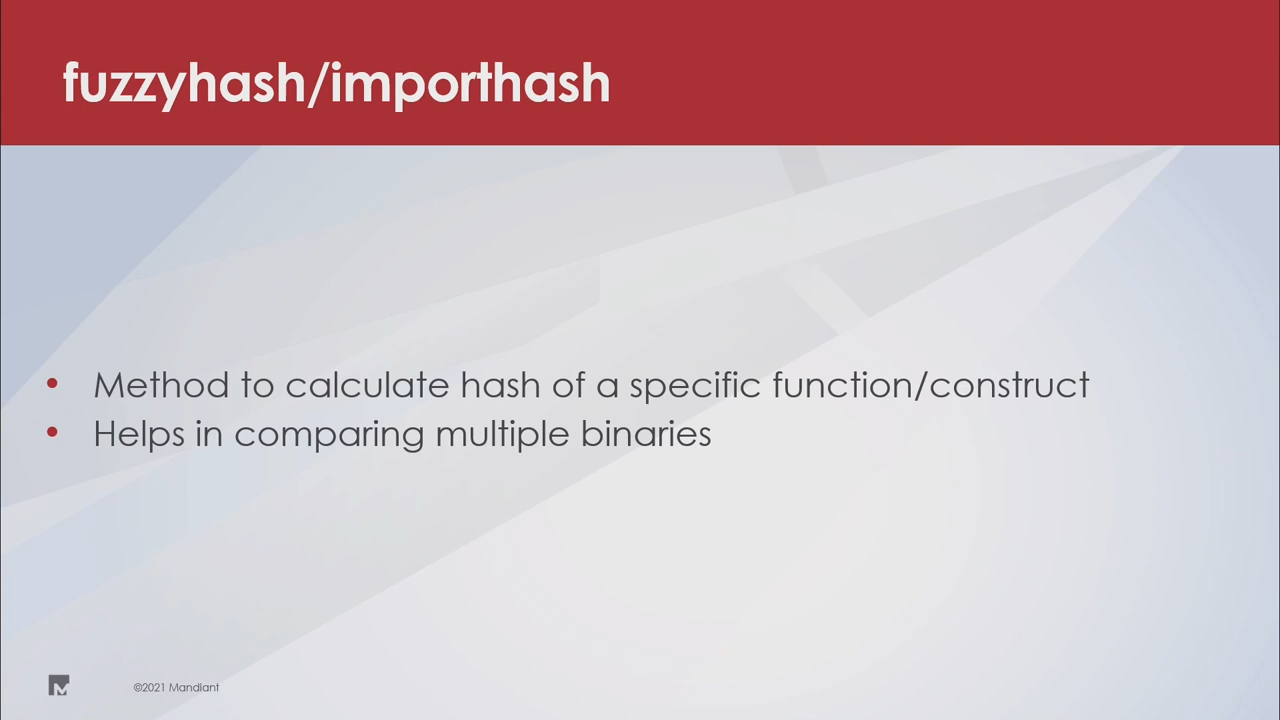 fuzzyhash/importhash
• Method to calculate hash of a specific function/construct
• Helps in comparing multiple binaries
©2021 Mandiant